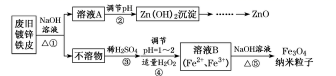 废旧
镀锌
铁皮
NaOH
溶液
△①
溶液A
调节pH
②
Zn(OH)₂沉淀
……
ZnO
不溶物
稀H₂SO₄
③
调节
pH=1~2
适量H₂O₂
④
溶液B
(Fe²⁺、Fe³⁺)
NaOH溶液
△⑤
Fe₃O₄
纳米粒子